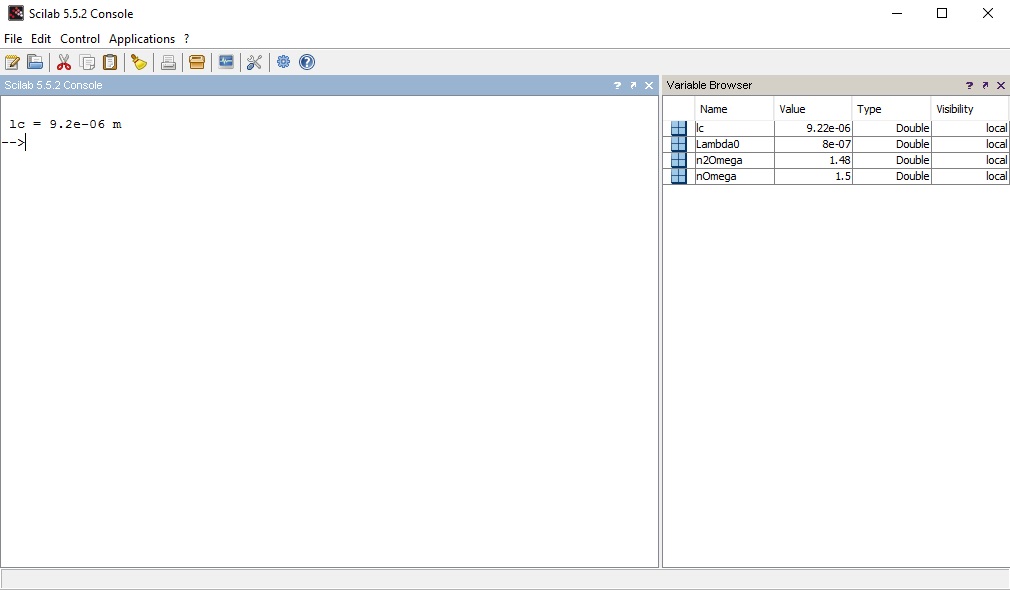 Scilab 5.5.2 Console
File Edit Control Applications ?
Scilab 5.5.2 Console
lc = 9.2e-06 m
-->
Variable Browser
Name Value Type Visibility
lc 9.22e-06 Double local
Lambda0 8e-07 Double local
n2Omega 1.48 Double local
nOmega 1.5 Double local